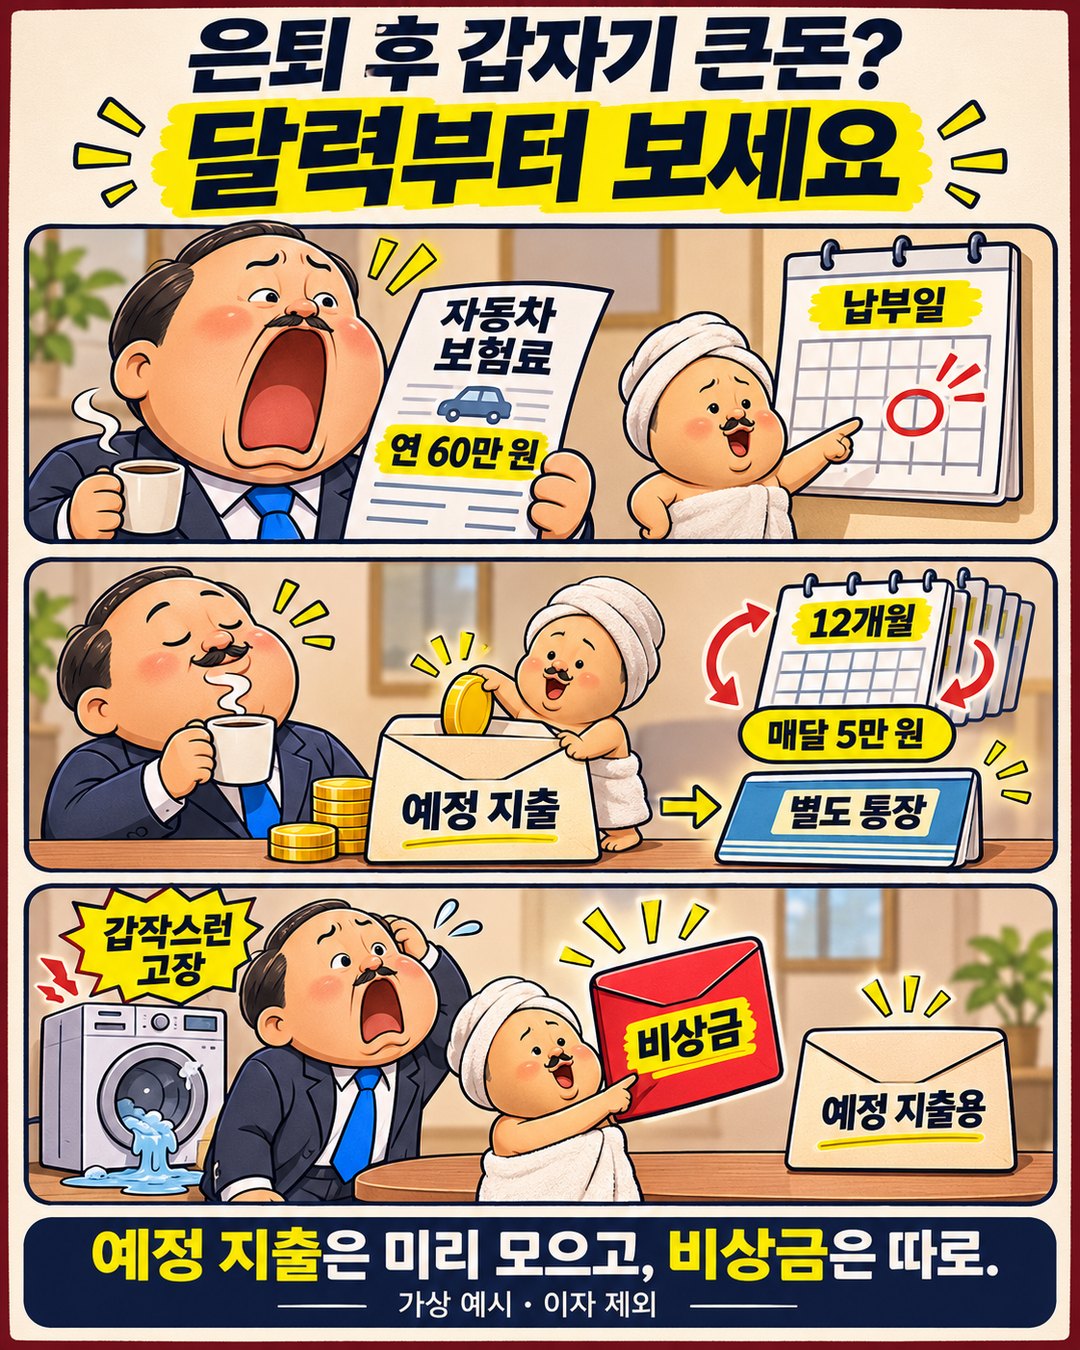 은퇴 후 갑자기 큰돈?
달력부터 보세요
자동차
보험료
연 60만 원
납부일
예정 지출
12개월
매달 5만 원
별도 통장
갑작스런
고장
비상금
예정 지출용
예정 지출은 미리 모으고, 비상금은 따로.
가상 예시 • 이자 제외